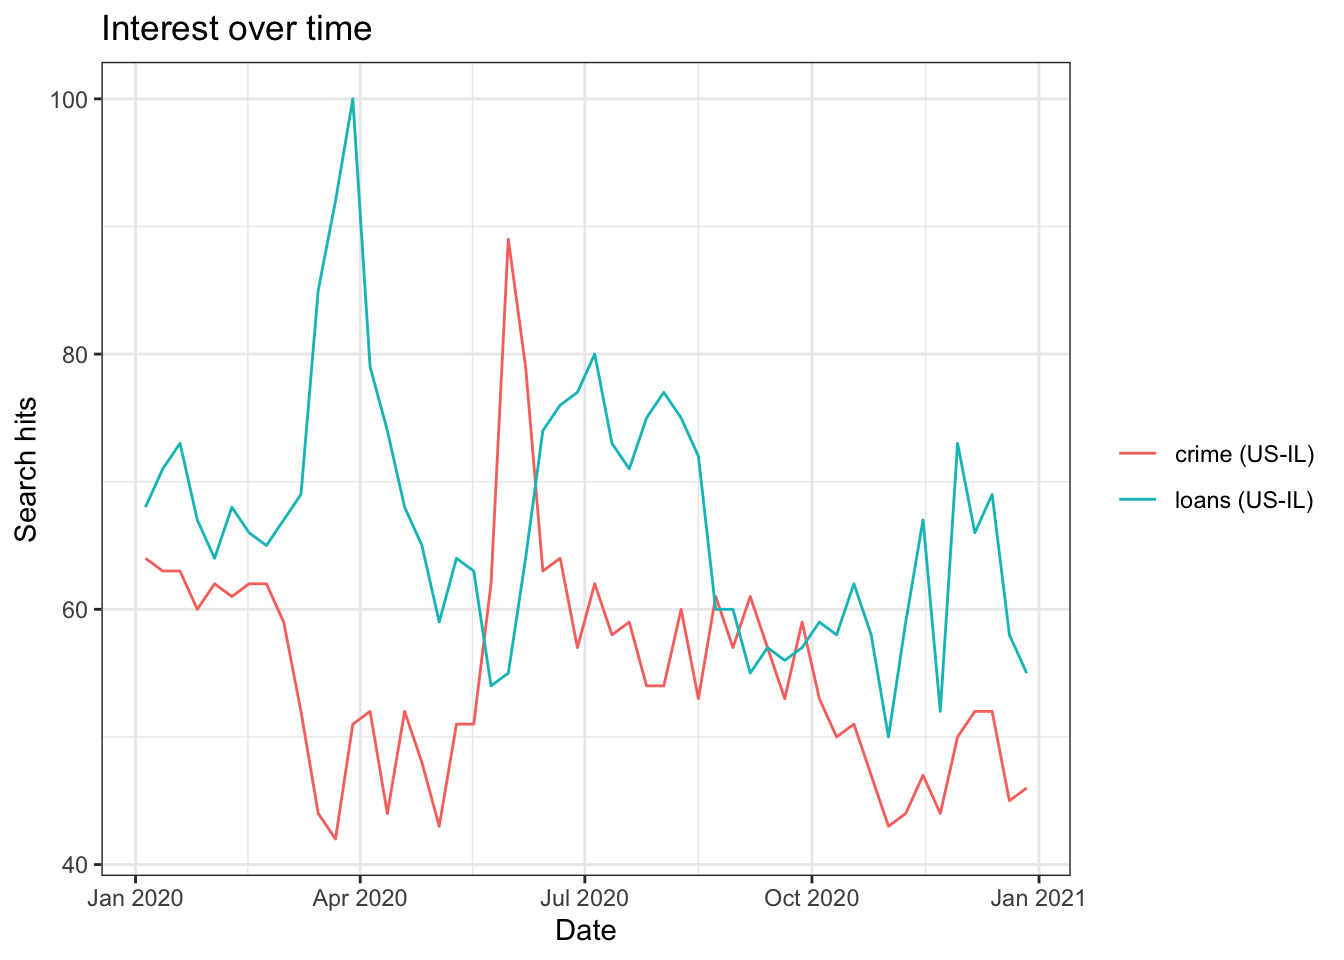 Interest over time
100
80
60
40
Search hits
Jan 2020
Apr 2020
Jul 2020
Oct 2020
Jan 2021
Date
crime (US-IL)
loans (US-IL)